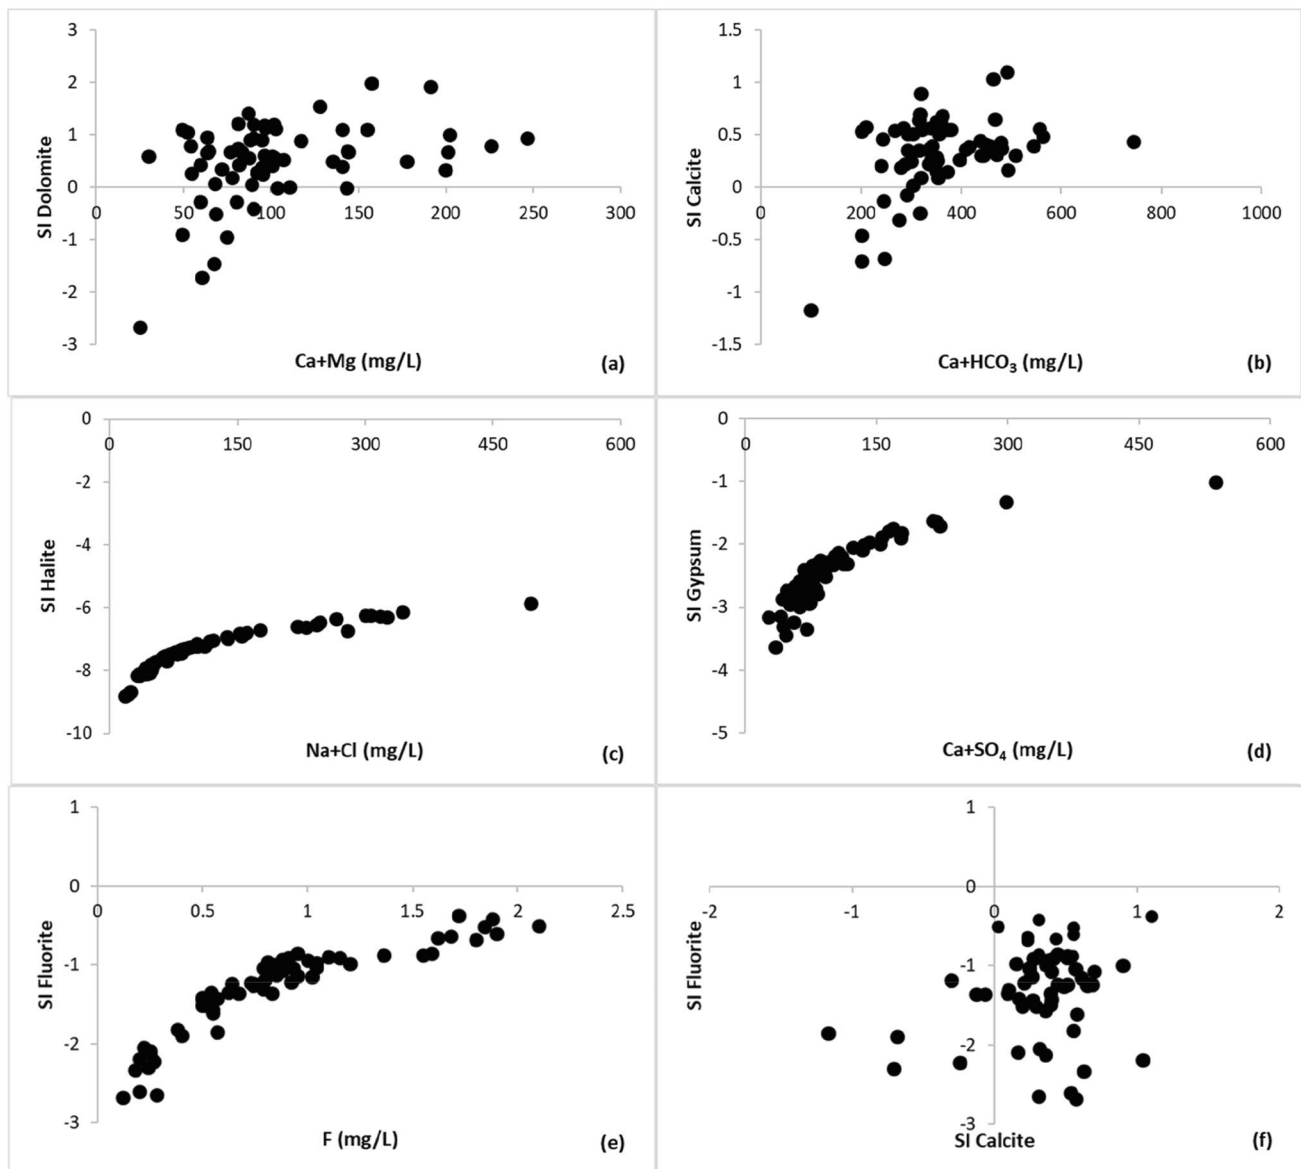 3
2
1
0
-1
-2
-3
0 50 100 150 200 250 300
SI Dolomite
Ca+Mg (mg/L)
(a)
1.5
1
0.5
0
-0.5
-1
-1.5
0 200 400 600 800 1000
SI Calcite
Ca+HCO₃ (mg/L)
(b)
0
-2
-4
-6
-8
-10
0 150 300 450 600
SI Halite
Na+Cl (mg/L)
(c)
0
-1
-2
-3
-4
-5
0 150 300 450 600
SI Gypsum
Ca+SO₄ (mg/L)
(d)
1
0
-1
-2
-3
0 0.5 1 1.5 2 2.5
SI Fluorite
F (mg/L)
(e)
1
0
-1
-2
-3
-2 -1 0 1 2
SI Fluorite
SI Calcite
(f)